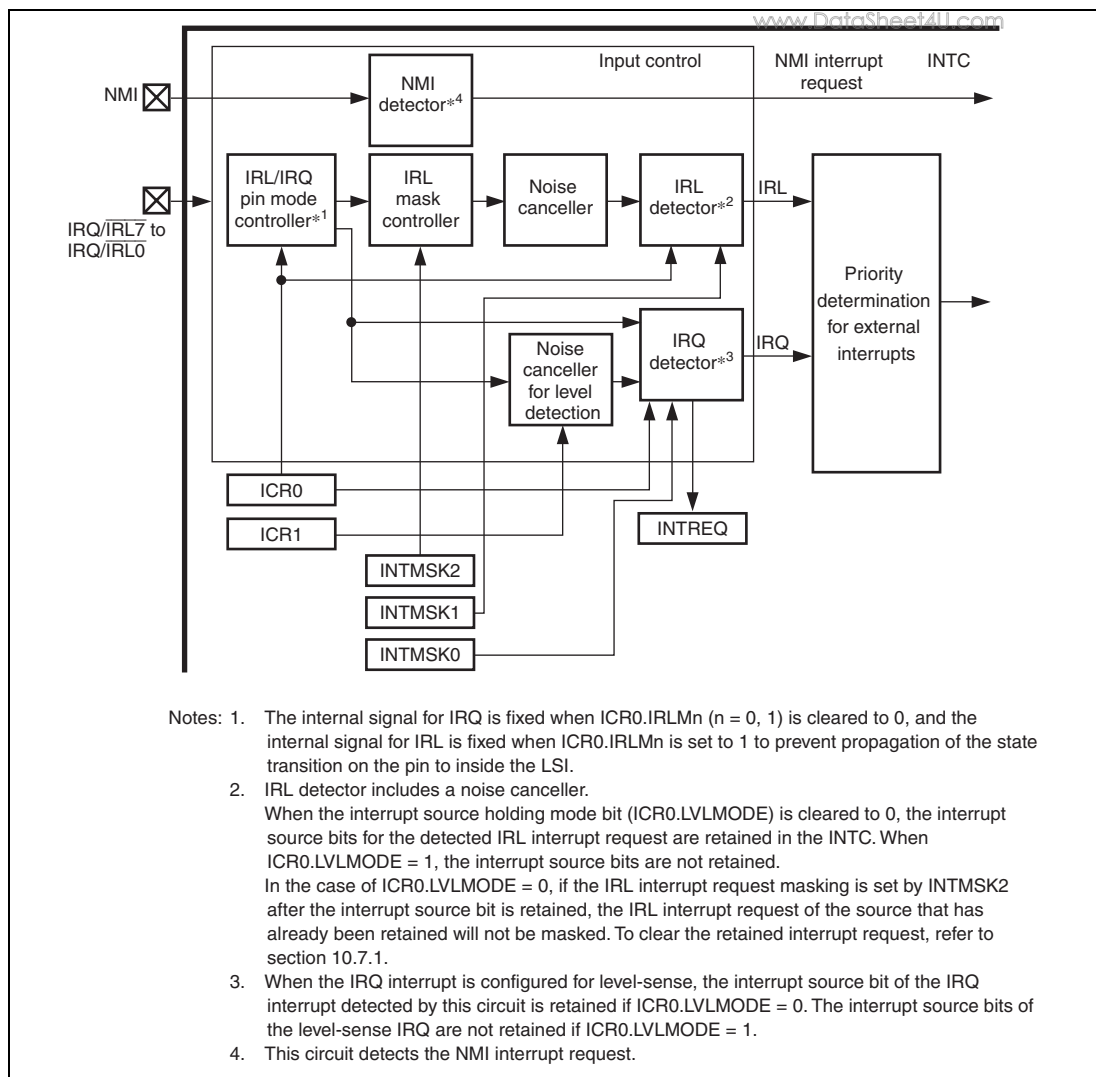 www.DataSheet4U.com
Input control
NMI interrupt
request
INTC
NMI
NMI
detector*4
IRL/IRQ
pin mode
controller*1
IRL
mask
controller
Noise
canceller
IRL
detector*2
IRL
IRQ/IRL7 to
IRQ/IRL0
Priority
determination
for external
interrupts
Noise
canceller
for level
detection
IRQ
detector*3
IRQ
ICR0
ICR1
INTREQ
INTMSK2
INTMSK1
INTMSK0
Notes: 1. The internal signal for IRQ is fixed when ICR0.IRLMn (n = 0, 1) is cleared to 0, and the
internal signal for IRL is fixed when ICR0.IRLMn is set to 1 to prevent propagation of the state
transition on the pin to inside the LSI.
2. IRL detector includes a noise canceller.
When the interrupt source holding mode bit (ICR0.LVLMODE) is cleared to 0, the interrupt
source bits for the detected IRL interrupt request are retained in the INTC. When
ICR0.LVLMODE = 1, the interrupt source bits are not retained.
In the case of ICR0.LVLMODE = 0, if the IRL interrupt request masking is set by INTMSK2
after the interrupt source bit is retained, the IRL interrupt request of the source that has
already been retained will not be masked. To clear the retained interrupt request, refer to
section 10.7.1.
3. When the IRQ interrupt is configured for level-sense, the interrupt source bit of the IRQ
interrupt detected by this circuit is retained if ICR0.LVLMODE = 0. The interrupt source bits of
the level-sense IRQ are not retained if ICR0.LVLMODE = 1.
4. This circuit detects the NMI interrupt request.